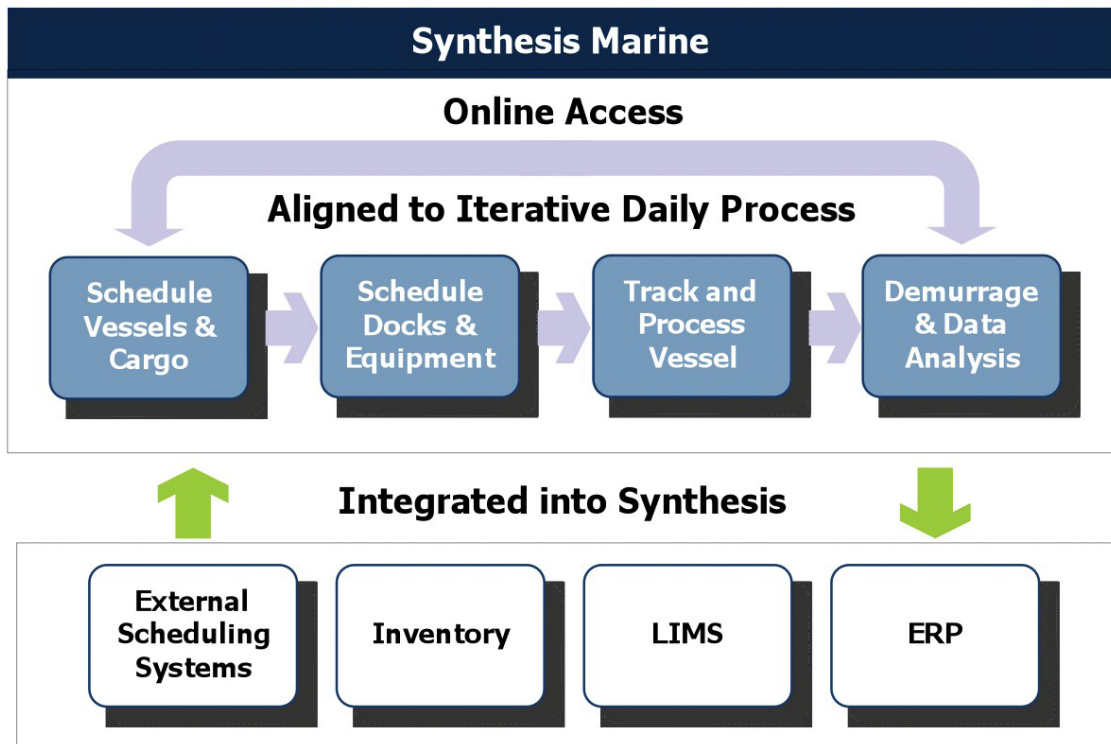 Synthesis Marine
Online Access
Aligned to Iterative Daily Process
Schedule
Vessels &
Cargo
Schedule
Docks &
Equipment
Track and
Process
Vessel
Demurrage
& Data
Analysis
Integrated into Synthesis
External
Scheduling
Systems
Inventory
LIMS
ERP